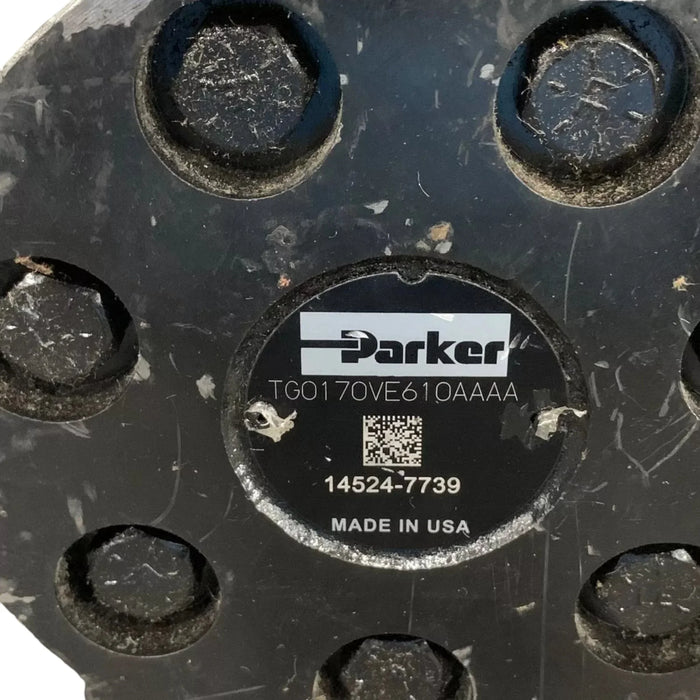 Parker
TG0170VE610AAAA
14524-7739
MADE IN USA